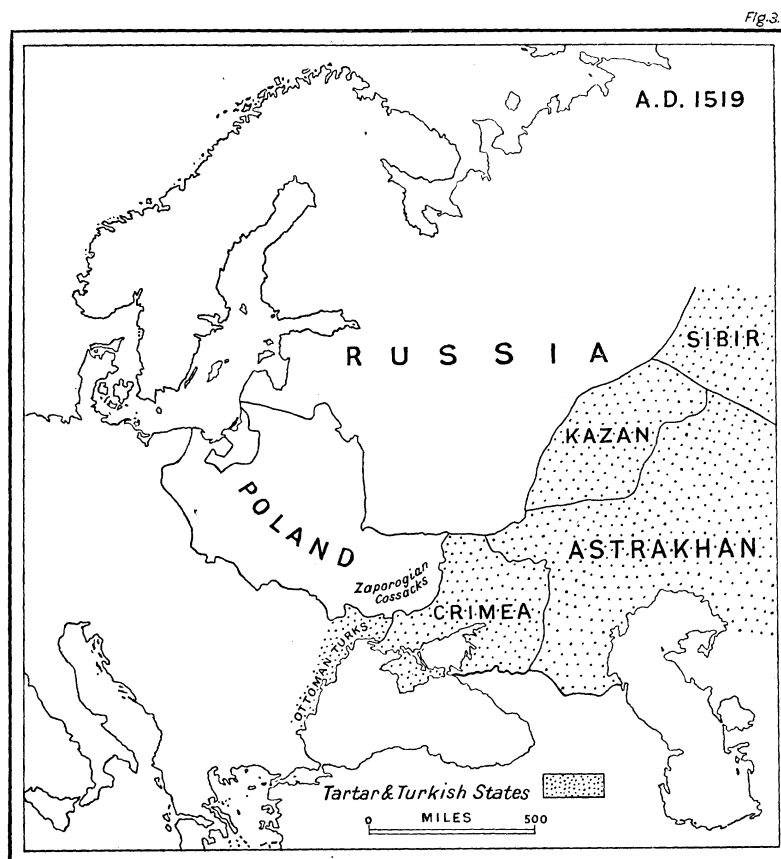 Fig.3.
A.D. 1519
RUSSIA
SIBIR
KAZAN
POLAND
ASTRAKHAN
Zaporogian
Cossacks
CRIMEA
OTTOMAN TURKS
Tartar & Turkish States
0 MILES 500